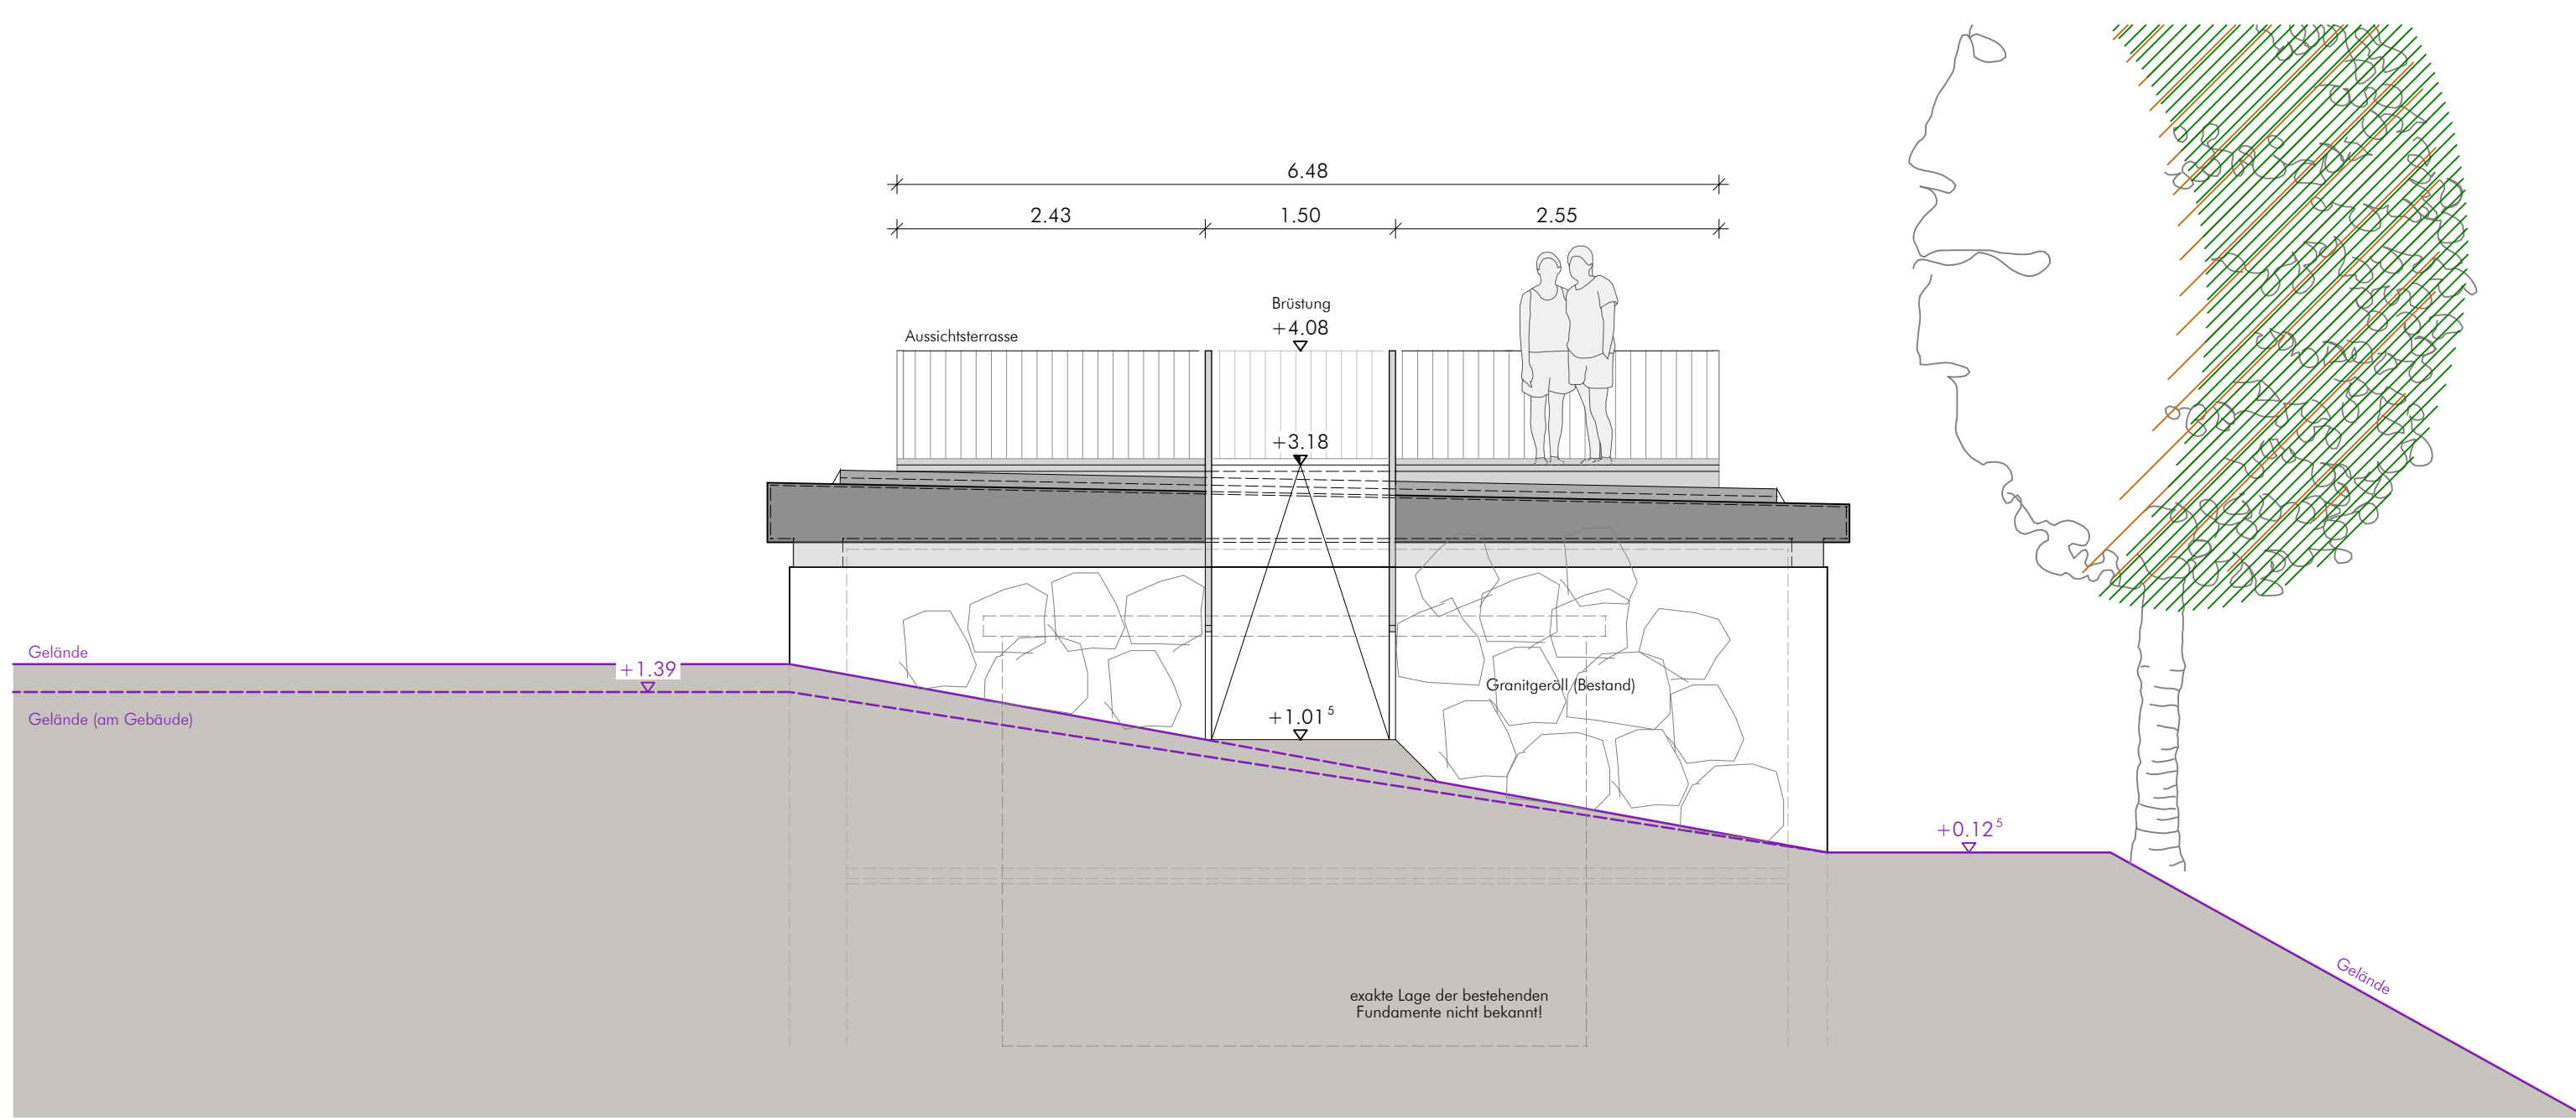 6.48
2.43 1.50 2.55
Brüstung
+4.08
Aussichtsterrasse
+3.18
Gelände
+1.39
Granitgeröll (Bestand)
Gelände (am Gebäude)
+1.01⁵
+0.12⁵
Gelände
exakte Lage der bestehenden
Fundamente nicht bekannt!